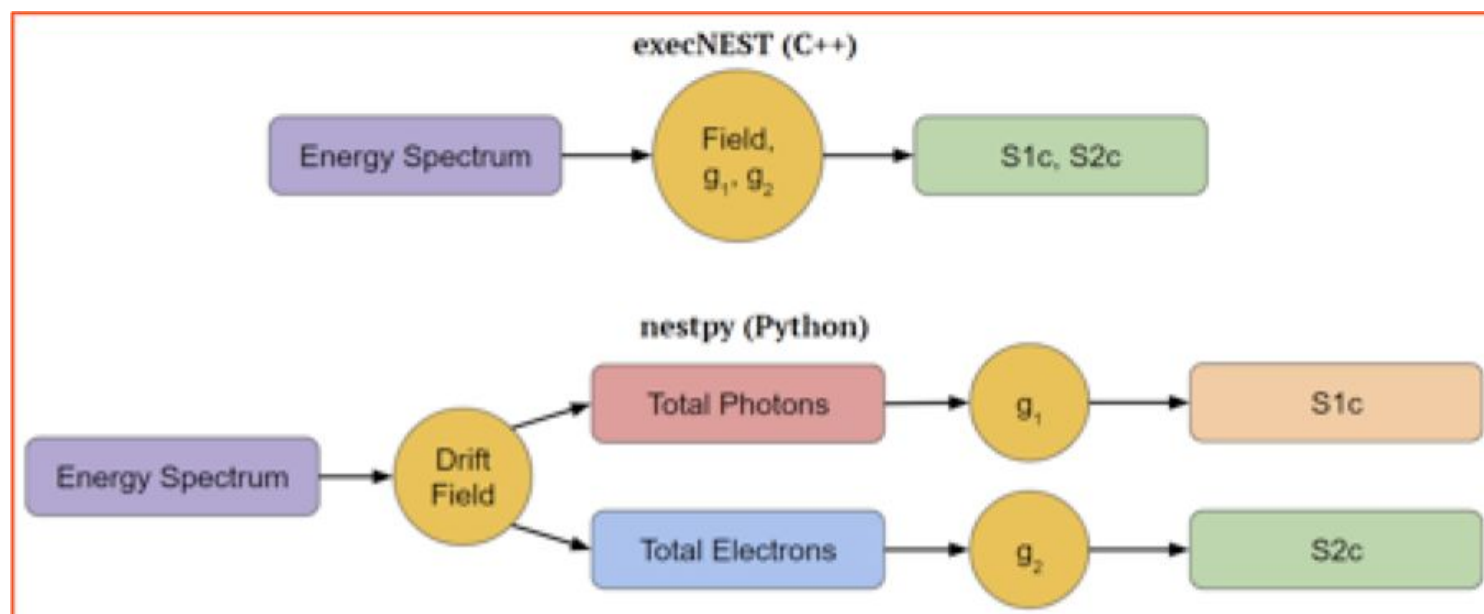 execNEST (C++)
Energy Spectrum
Field,
g₁, g₂
S1c, S2c
nestpy (Python)
Total Photons
g₁
S1c
Energy Spectrum
Drift
Field
Total Electrons
g₂
S2c